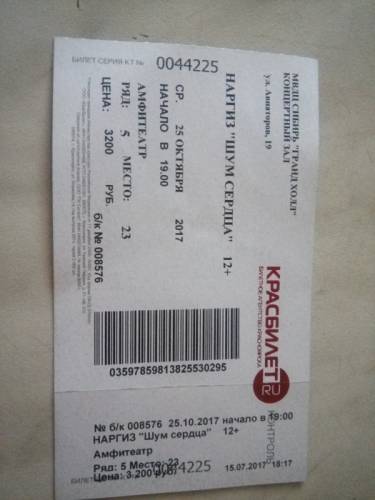 МВДЦ СИБИРЬ "ГРАНД ХОЛЛ"
КОНЦЕРТНЫЙ ЗАЛ
ул. Авиаторов, 19
НАРГИЗ "ШУМ СЕРДЦА" 12+
СР. 25 ОКТЯБРЯ 2017
НАЧАЛО В 19.00
АМФИТЕАТР
РЯД: 5 МЕСТО: 23
ЦЕНА: 3200 РУБ.
б/к № 008576
БИЛЕТ СЕРИЯ КТ № 0044225
КРАСБИЛЕТ
RU
БИЛЕТНОЕ АГЕНТСТВО КРАСНОЯРСКА
03597859813825530295
КОНТРОЛЬ
№ б/к 008576 25.10.2017 начало в 19:00
НАРГИЗ "Шум сердца" 12+
Амфитеатр
Ряд: 5 Место: 23
Цена: 3,200 руб.
0044225
15.07.2017 18:17